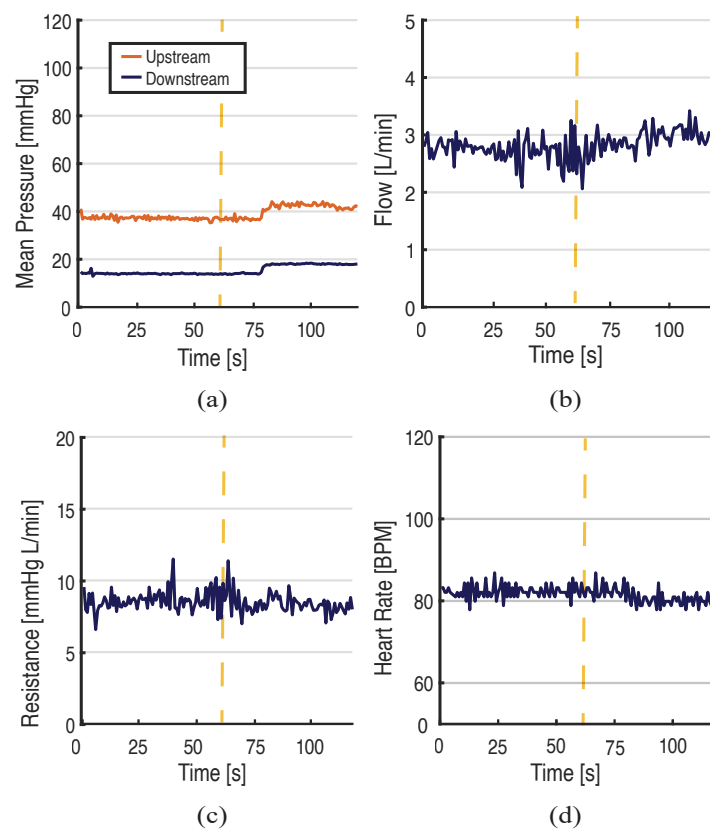 120
100
80
60
40
20
0
Mean Pressure [mmHg]
Upstream
Downstream
0 25 50 75 100
Time [s]
(a)
5
4
3
2
1
0
Flow [L/min]
0 25 50 75 100
Time [s]
(b)
20
15
10
5
0
Resistance [mmHg L/min]
0 25 50 75 100
Time [s]
(c)
120
100
80
60
0
Heart Rate [BPM]
0 25 50 75 100
Time [s]
(d)